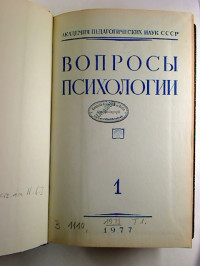 АКАДЕМИЯ ПЕДАГОГИЧЕСКИХ НАУК СССР
ВОПРОСЫ
ПСИХОЛОГИИ
1
1977